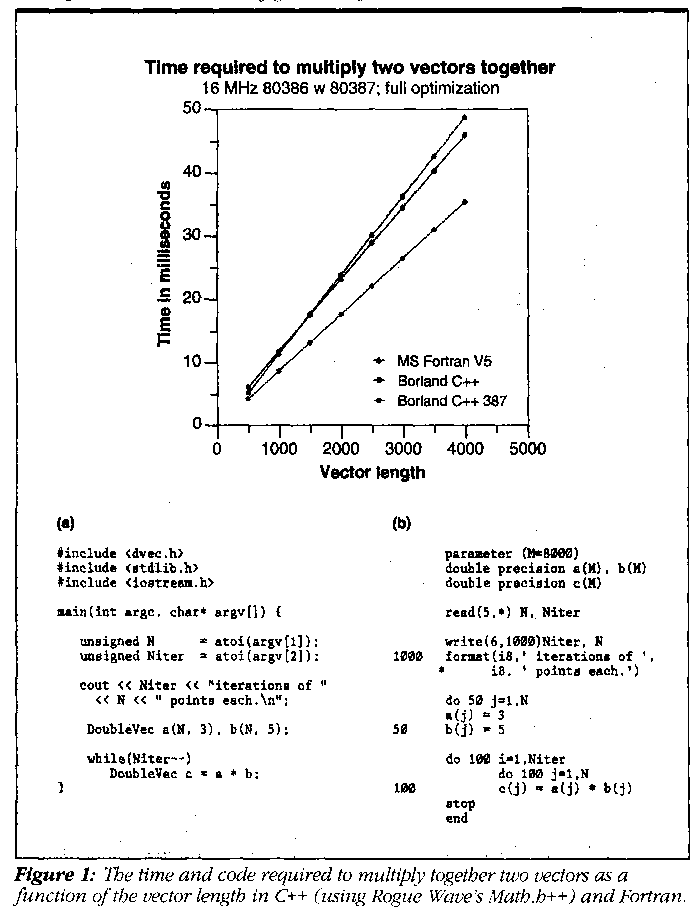 Time required to multiply two vectors together
16 MHz 80386 w 80387; full optimization
50
40
30
20
10
0
Time in milliseconds
MS Fortran V5
Borland C++
Borland C++ 387
0 1000 2000 3000 4000 5000
Vector length
(a)
#include <dvec.h>
#include <stdlib.h>
#include <iostream.h>
main(int argc, char* argv[]) {
unsigned N = atoi(argv[1]);
unsigned Niter = atoi(argv[2]);
cout << Niter << "iterations of "
<< N << " points each.\n";
DoubleVec a(N, 3), b(N, 5);
while(Niter--)
DoubleVec c = a * b;
}
(b)
parameter (M=8000)
double precision a(M), b(M)
double precision c(M)
read(5,*) N, Niter
write(6,1000)Niter, N
1000 format(i8,' iterations of ',
* i8, ' points each.')
do 50 j=1,N
a(j) = 3
50 b(j) = 5
do 100 i=1,Niter
do 100 j=1,N
100 c(j) = a(j) * b(j)
stop
end
Figure 1: The time and code required to multiply together two vectors as a
function of the vector length in C++ (using Rogue Wave's Math.h++) and Fortran.